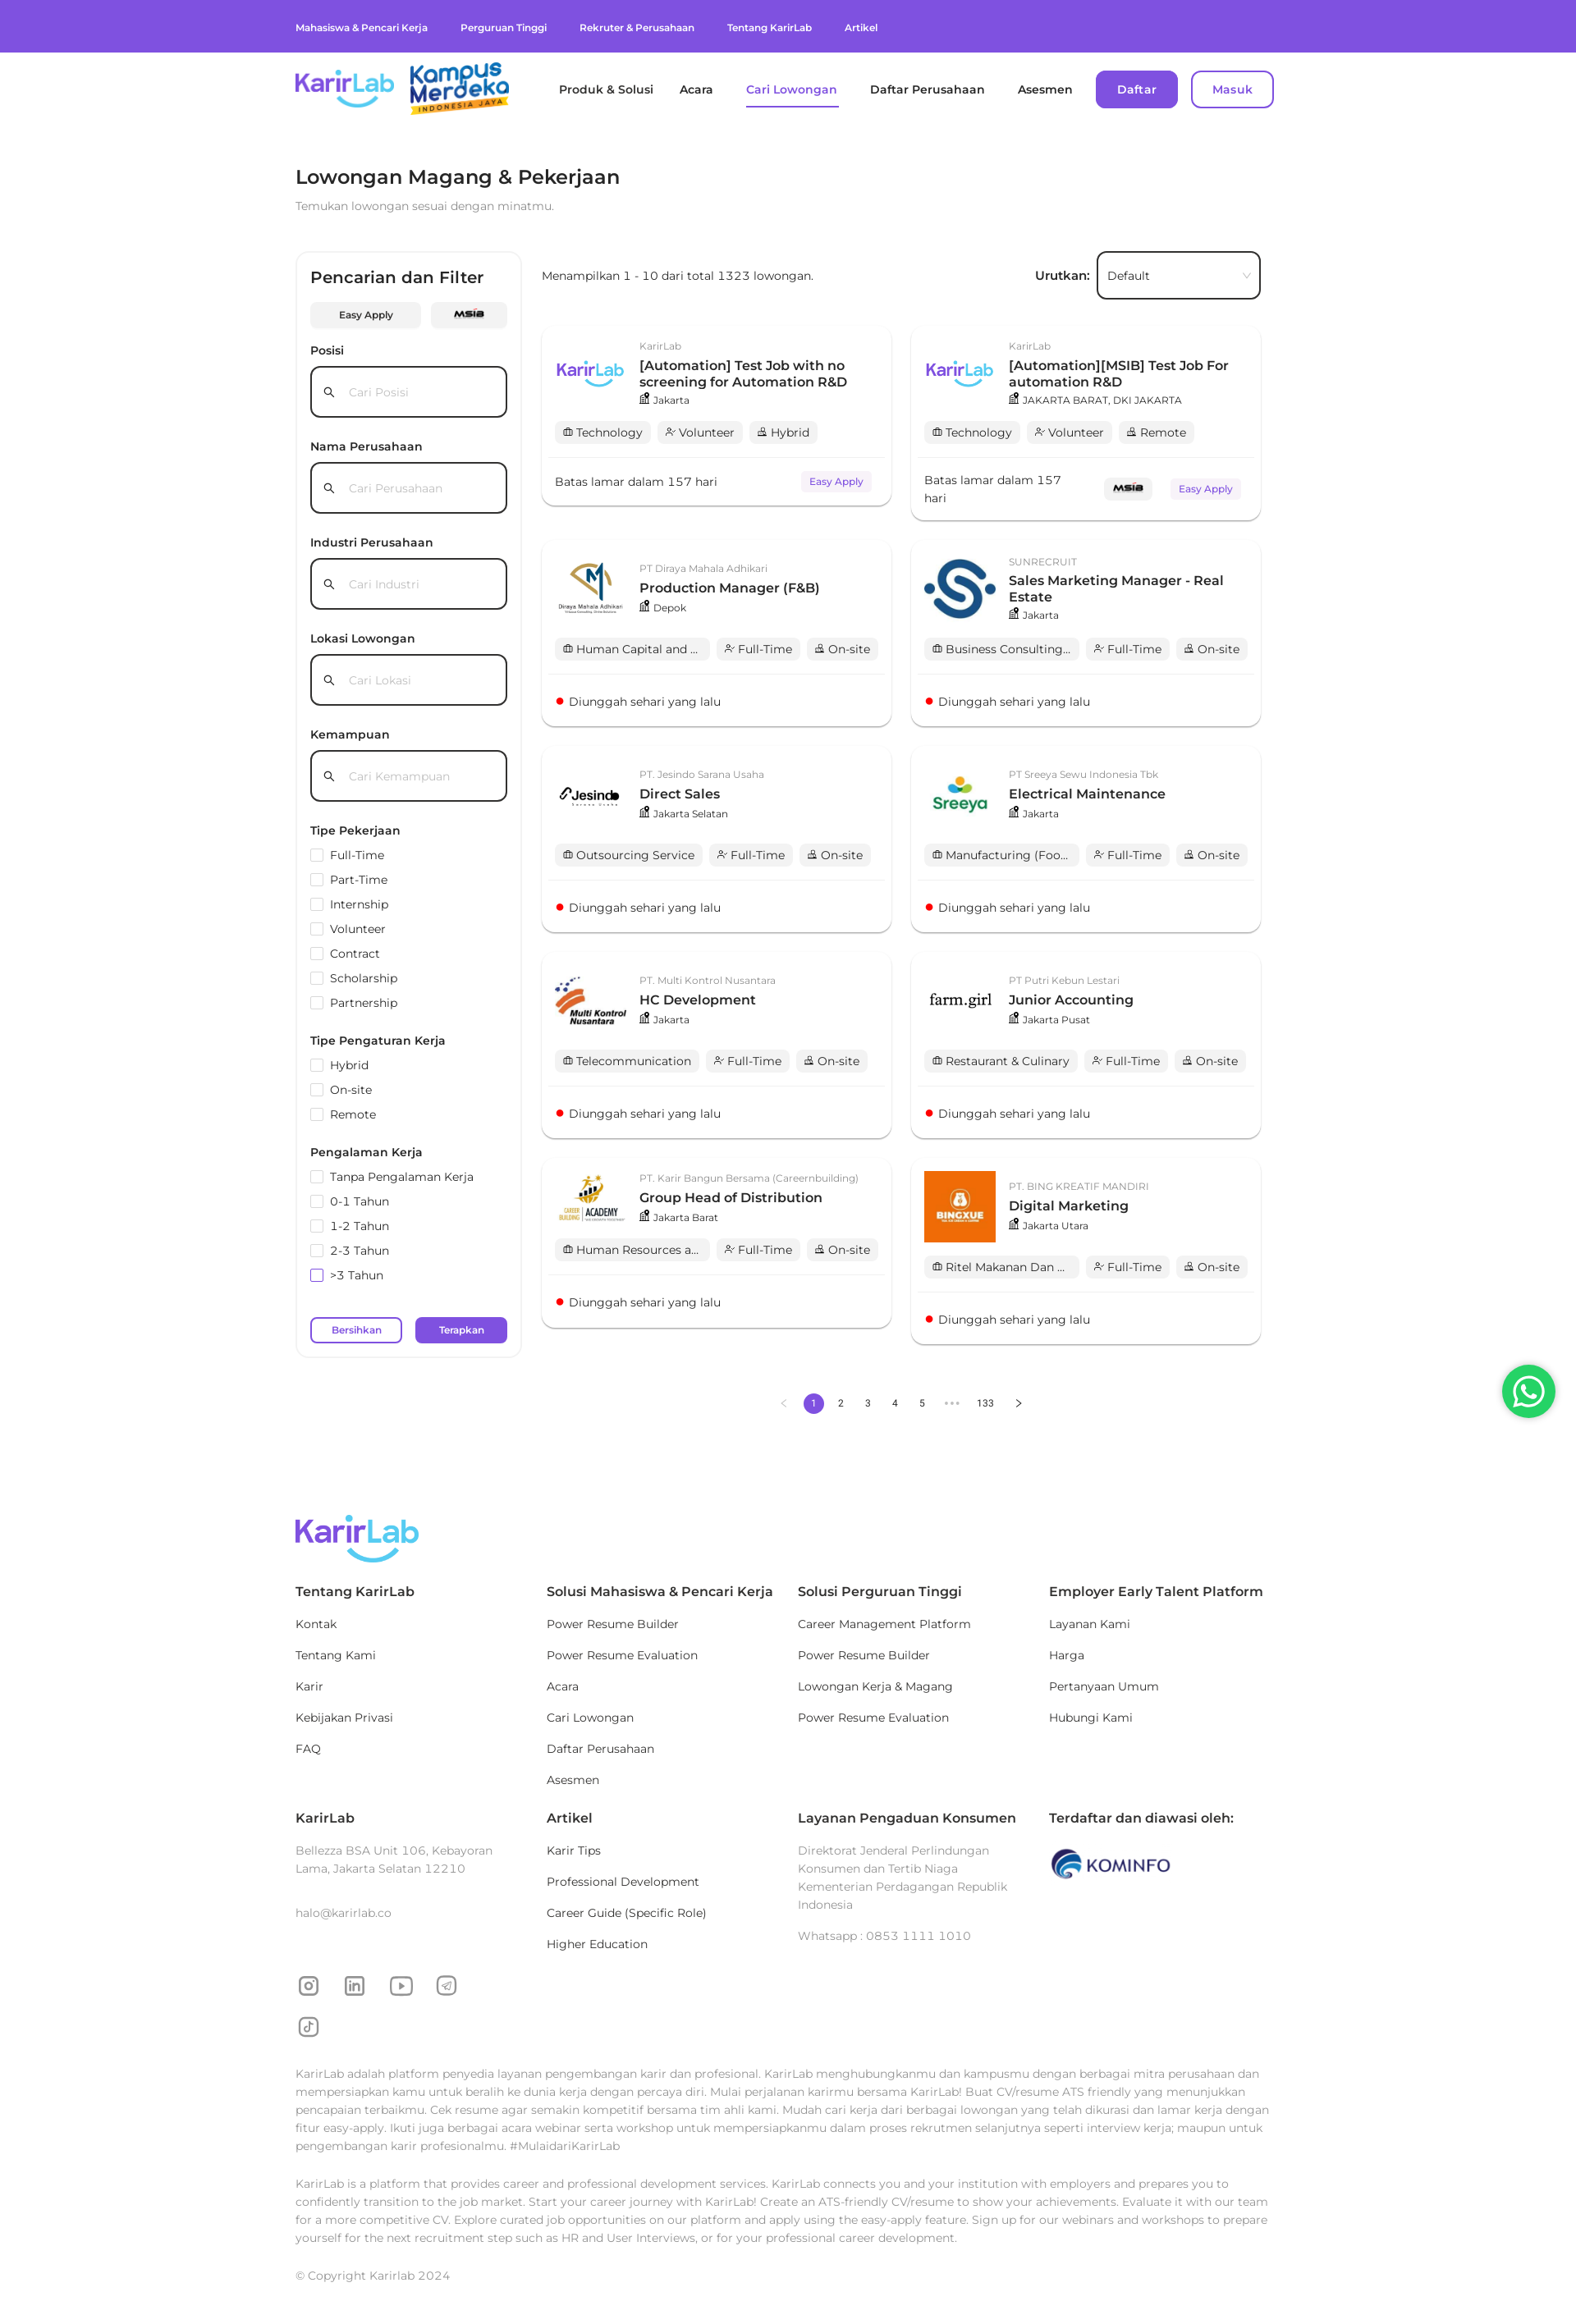 Mahasiswa & Pencari Kerja
Perguruan Tinggi
Rekruter & Perusahaan
Tentang KarirLab
Artikel
KarirLab
Kampus
Merdeka
INDONESIA JAYA
Produk & Solusi
Acara
Cari Lowongan
Daftar Perusahaan
Asesmen
Daftar
Masuk
Lowongan Magang & Pekerjaan
Temukan lowongan sesuai dengan minatmu.
Pencarian dan Filter
Easy Apply
MSIB
Posisi
Cari Posisi
Nama Perusahaan
Cari Perusahaan
Industri Perusahaan
Cari Industri
Lokasi Lowongan
Cari Lokasi
Kemampuan
Cari Kemampuan
Tipe Pekerjaan
Full-Time
Part-Time
Internship
Volunteer
Contract
Scholarship
Partnership
Tipe Pengaturan Kerja
Hybrid
On-site
Remote
Pengalaman Kerja
Tanpa Pengalaman Kerja
0-1 Tahun
1-2 Tahun
2-3 Tahun
>3 Tahun
Bersihkan
Terapkan
Menampilkan 1 - 10 dari total 1323 lowongan.
Urutkan:
Default
KarirLab
KarirLab
[Automation] Test Job with no
screening for Automation R&D
Jakarta
Technology
Volunteer
Hybrid
Batas lamar dalam 157 hari
Easy Apply
KarirLab
KarirLab
[Automation][MSIB] Test Job For
automation R&D
JAKARTA BARAT, DKI JAKARTA
Technology
Volunteer
Remote
Batas lamar dalam 157
hari
MSIB
Easy Apply
Diraya Mahala Adhikari
PT Diraya Mahala Adhikari
Production Manager (F&B)
Depok
Human Capital and ...
Full-Time
On-site
Diunggah sehari yang lalu
SUNRECRUIT
Sales Marketing Manager - Real
Estate
Jakarta
Business Consulting...
Full-Time
On-site
Diunggah sehari yang lalu
Jesindo
Sarana Usaha
PT. Jesindo Sarana Usaha
Direct Sales
Jakarta Selatan
Outsourcing Service
Full-Time
On-site
Diunggah sehari yang lalu
Sreeya
PT Sreeya Sewu Indonesia Tbk
Electrical Maintenance
Jakarta
Manufacturing (Foo...
Full-Time
On-site
Diunggah sehari yang lalu
Multi Kontrol
Nusantara
PT. Multi Kontrol Nusantara
HC Development
Jakarta
Telecommunication
Full-Time
On-site
Diunggah sehari yang lalu
farm.girl
PT Putri Kebun Lestari
Junior Accounting
Jakarta Pusat
Restaurant & Culinary
Full-Time
On-site
Diunggah sehari yang lalu
CAREER
BUILDING
ACADEMY
PT. Karir Bangun Bersama (Careernbuilding)
Group Head of Distribution
Jakarta Barat
Human Resources a...
Full-Time
On-site
Diunggah sehari yang lalu
BINGXUE
PT. BING KREATIF MANDIRI
Digital Marketing
Jakarta Utara
Ritel Makanan Dan ...
Full-Time
On-site
Diunggah sehari yang lalu
1
2
3
4
5
•••
133
KarirLab
Tentang KarirLab
Kontak
Tentang Kami
Karir
Kebijakan Privasi
FAQ
Solusi Mahasiswa & Pencari Kerja
Power Resume Builder
Power Resume Evaluation
Acara
Cari Lowongan
Daftar Perusahaan
Asesmen
Solusi Perguruan Tinggi
Career Management Platform
Power Resume Builder
Lowongan Kerja & Magang
Power Resume Evaluation
Employer Early Talent Platform
Layanan Kami
Harga
Pertanyaan Umum
Hubungi Kami
KarirLab
Bellezza BSA Unit 106, Kebayoran
Lama, Jakarta Selatan 12210
halo@karirlab.co
Artikel
Karir Tips
Professional Development
Career Guide (Specific Role)
Higher Education
Layanan Pengaduan Konsumen
Direktorat Jenderal Perlindungan
Konsumen dan Tertib Niaga
Kementerian Perdagangan Republik
Indonesia
Whatsapp : 0853 1111 1010
Terdaftar dan diawasi oleh:
KOMINFO
KarirLab adalah platform penyedia layanan pengembangan karir dan profesional. KarirLab menghubungkanmu dan kampusmu dengan berbagai mitra perusahaan dan
mempersiapkan kamu untuk beralih ke dunia kerja dengan percaya diri. Mulai perjalanan karirmu bersama KarirLab! Buat CV/resume ATS friendly yang menunjukkan
pencapaian terbaikmu. Cek resume agar semakin kompetitif bersama tim ahli kami. Mudah cari kerja dari berbagai lowongan yang telah dikurasi dan lamar kerja dengan
fitur easy-apply. Ikuti juga berbagai acara webinar serta workshop untuk mempersiapkanmu dalam proses rekrutmen selanjutnya seperti interview kerja; maupun untuk
pengembangan karir profesionalmu. #MulaidariKarirLab
KarirLab is a platform that provides career and professional development services. KarirLab connects you and your institution with employers and prepares you to
confidently transition to the job market. Start your career journey with KarirLab! Create an ATS-friendly CV/resume to show your achievements. Evaluate it with our team
for a more competitive CV. Explore curated job opportunities on our platform and apply using the easy-apply feature. Sign up for our webinars and workshops to prepare
yourself for the next recruitment step such as HR and User Interviews, or for your professional career development.
© Copyright Karirlab 2024